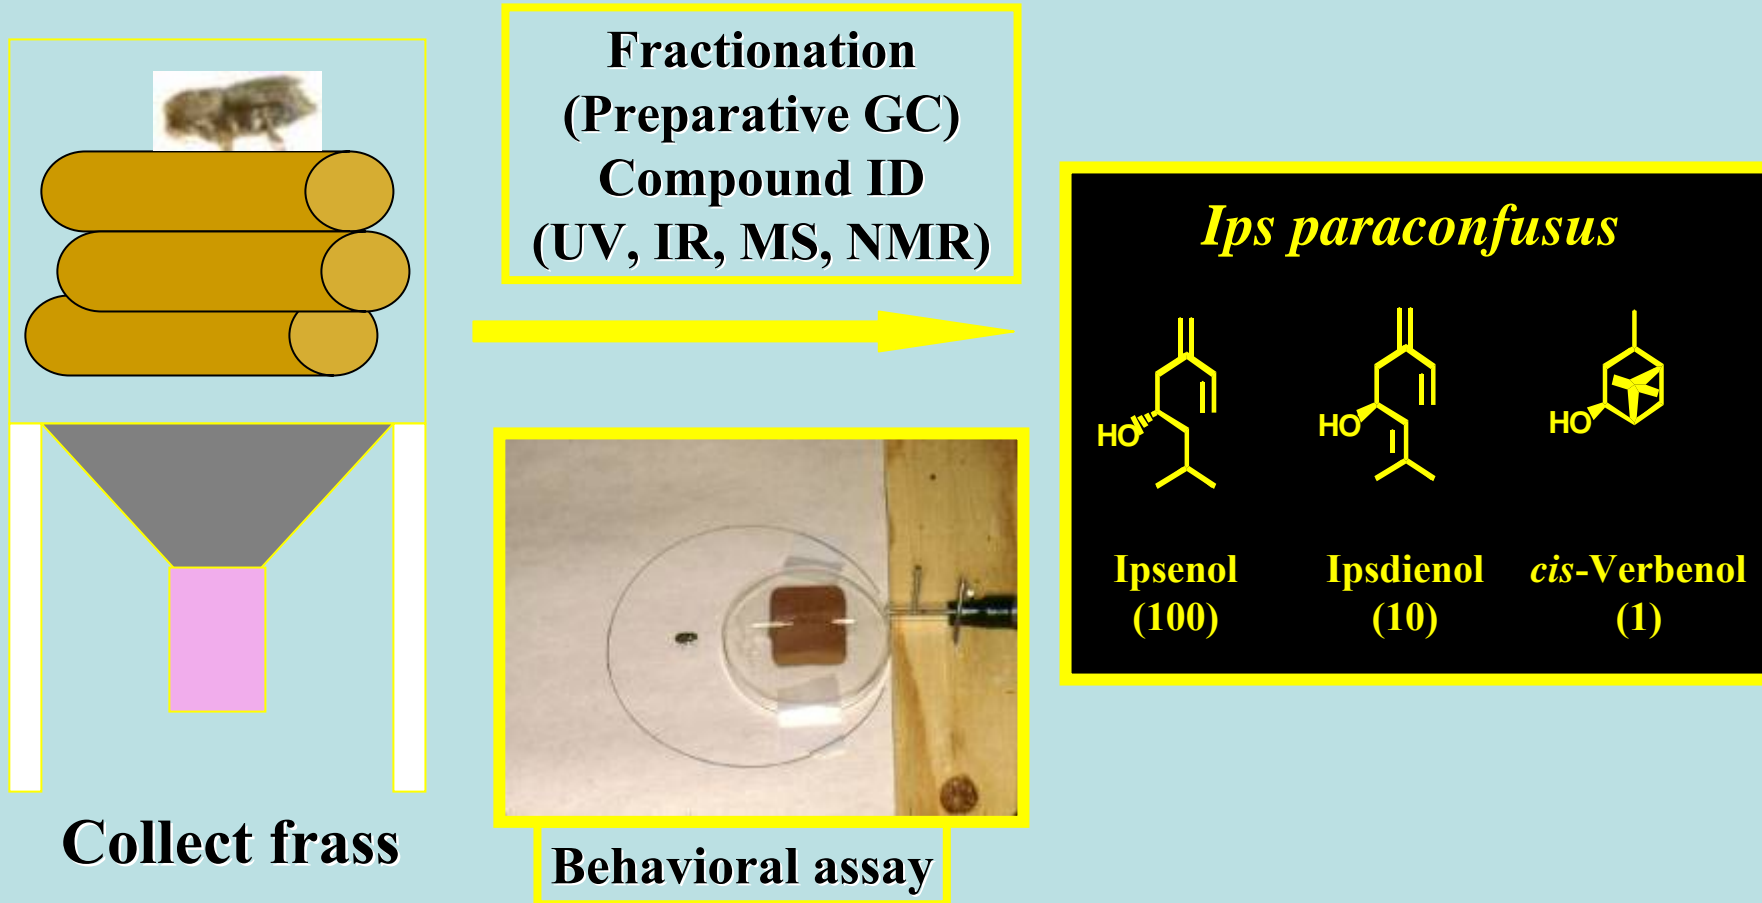 Fractionation
(Preparative GC)
Compound ID
(UV, IR, MS, NMR)
Collect frass
Behavioral assay
Ips paraconfusus
HO
HO
HO
Ipsenol
(100)
Ipsdienol
(10)
cis-Verbenol
(1)